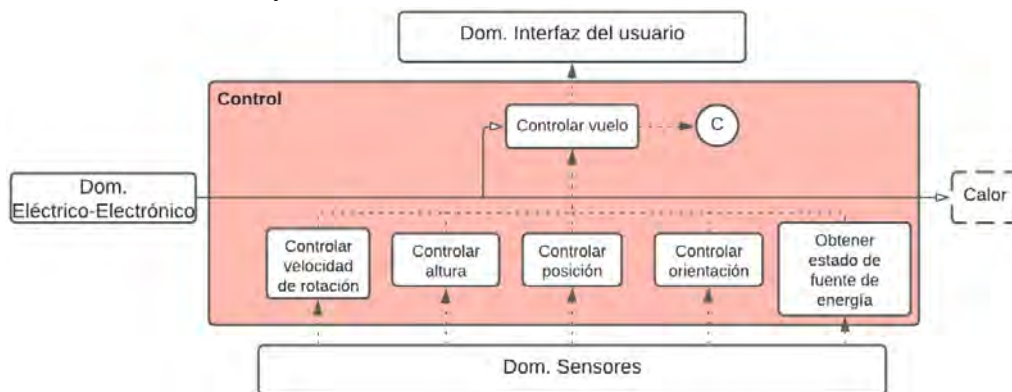 Dom. Interfaz del usuario
Control
Controlar vuelo
C
Dom.
Eléctrico-Electrónico
Calor
Controlar
velocidad
de rotación
Controlar
altura
Controlar
posición
Controlar
orientación
Obtener
estado de
fuente de
energía
Dom. Sensores